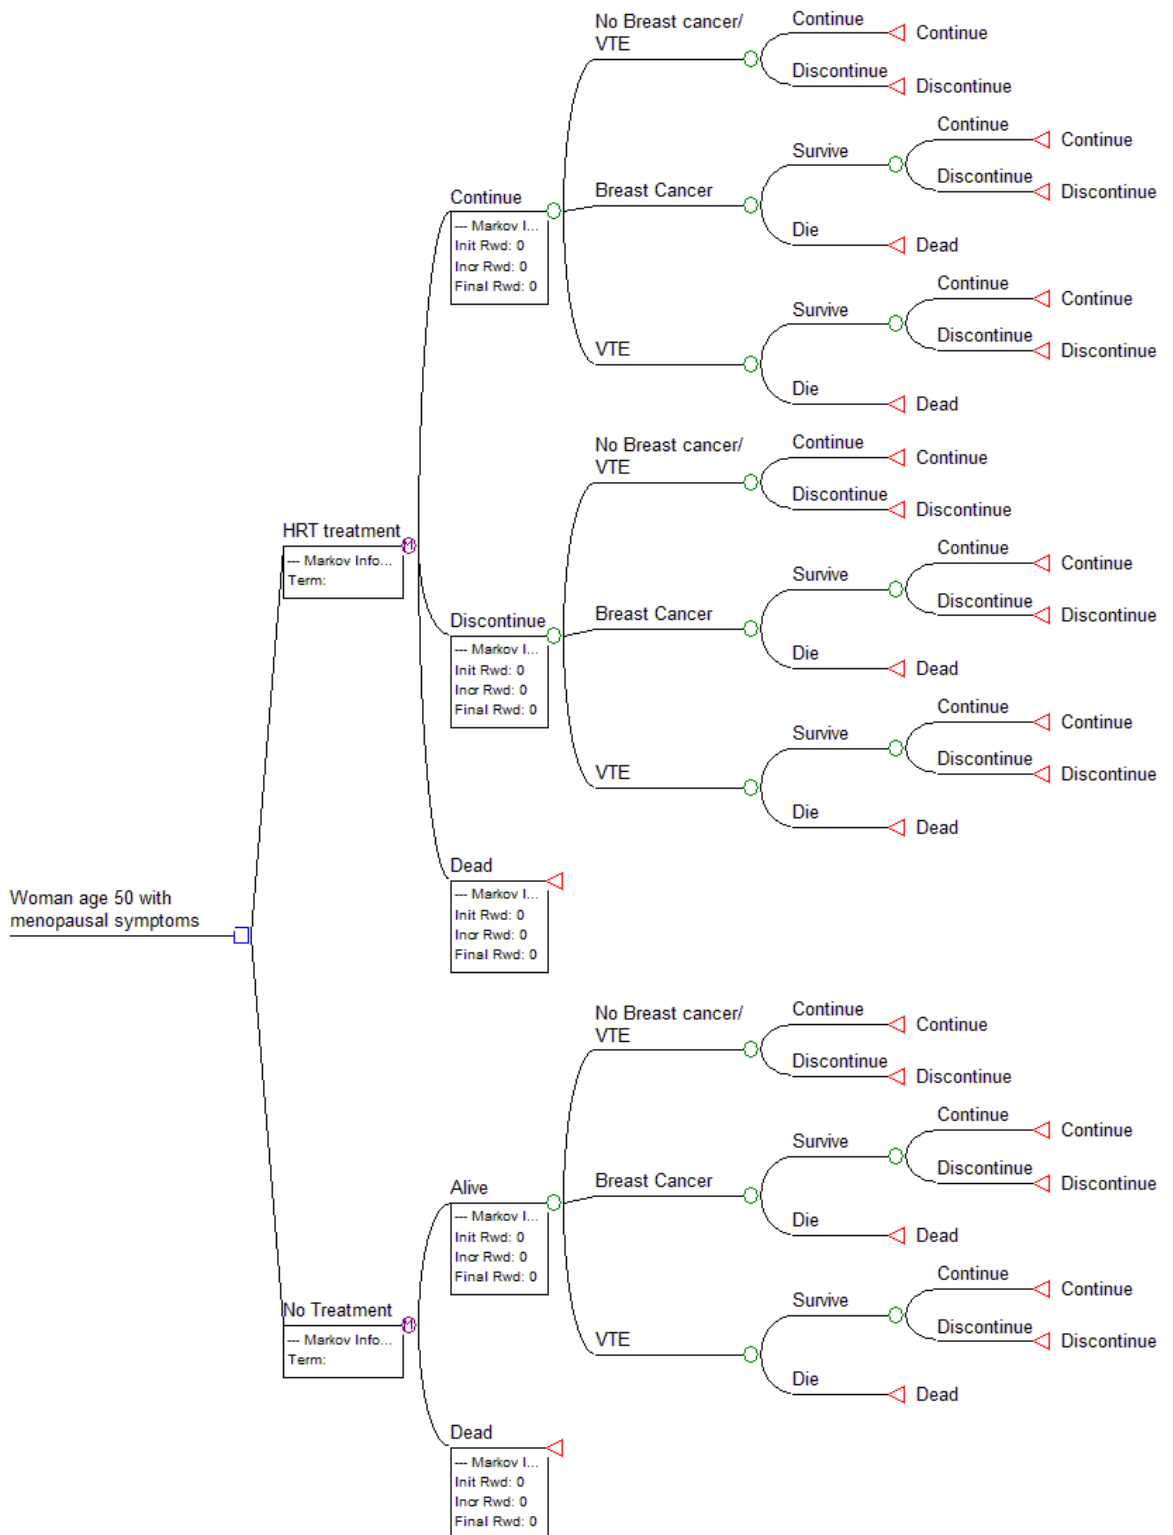 No Breast cancer/
VTE
Continue
Continue
Discontinue
Discontinue
Continue
--- Markov I...
Init Rwd: 0
Incr Rwd: 0
Final Rwd: 0
Breast Cancer
Survive
Continue
Continue
Discontinue
Discontinue
Die
Dead
VTE
Survive
Continue
Continue
Discontinue
Discontinue
Die
Dead
HRT treatment
--- Markov Info...
Term:
No Breast cancer/
VTE
Continue
Continue
Discontinue
Discontinue
Discontinue
--- Markov I...
Init Rwd: 0
Incr Rwd: 0
Final Rwd: 0
Breast Cancer
Survive
Continue
Continue
Discontinue
Discontinue
Die
Dead
VTE
Survive
Continue
Continue
Discontinue
Discontinue
Die
Dead
Dead
--- Markov I...
Init Rwd: 0
Incr Rwd: 0
Final Rwd: 0
Woman age 50 with
menopausal symptoms
No Breast cancer/
VTE
Continue
Continue
Discontinue
Discontinue
Alive
--- Markov I...
Init Rwd: 0
Incr Rwd: 0
Final Rwd: 0
Breast Cancer
Survive
Continue
Continue
Discontinue
Discontinue
Die
Dead
VTE
Survive
Continue
Continue
Discontinue
Discontinue
Die
Dead
No Treatment
--- Markov Info...
Term:
Dead
--- Markov I...
Init Rwd: 0
Incr Rwd: 0
Final Rwd: 0
M
M